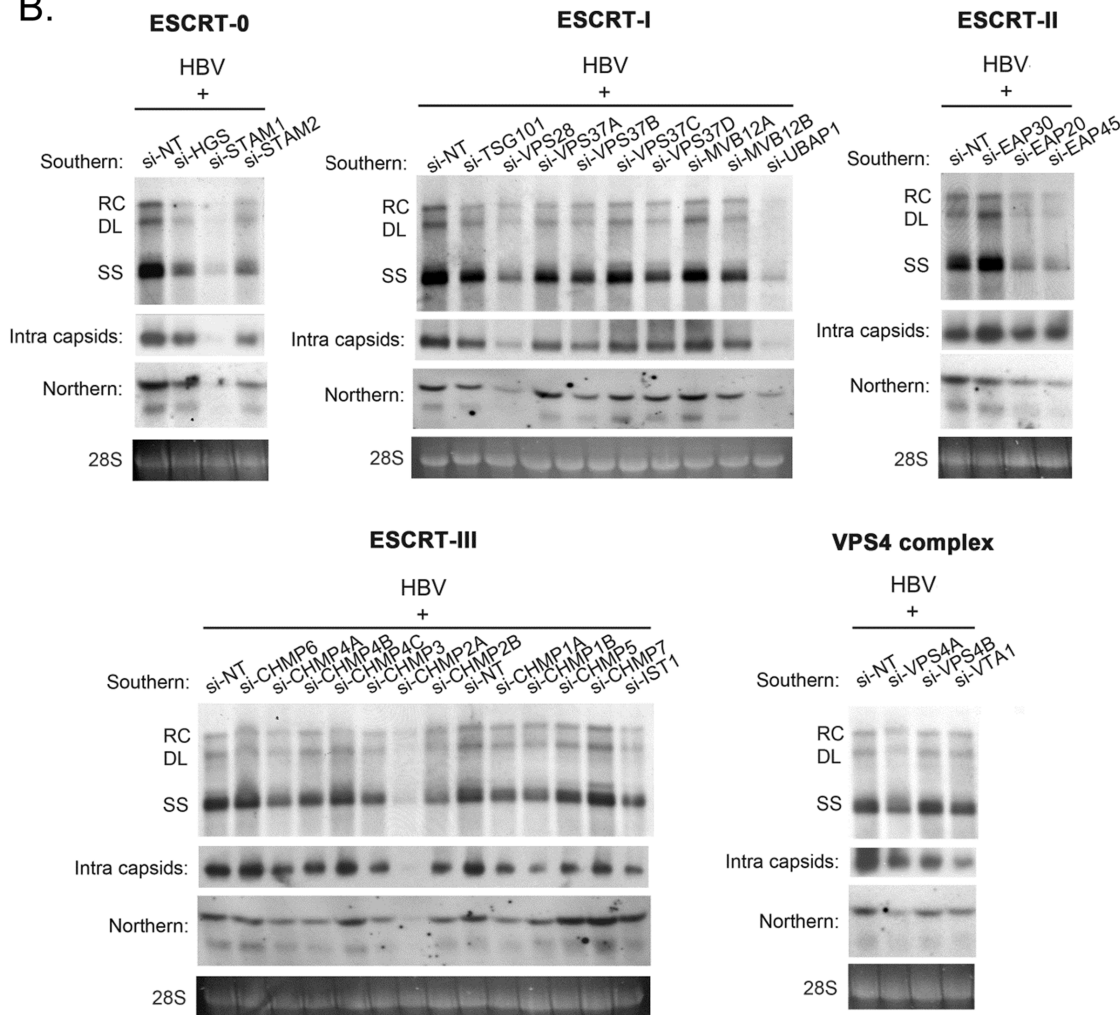 B.
ESCRT-0
HBV
+
Southern: si-NT si-HGS si-STAM1 si-STAM2
RC
DL
SS
Intra capsids:
Northern:
28S
ESCRT-I
HBV
+
Southern: si-NT si-TSG101 si-VPS28 si-VPS37A si-VPS37B si-VPS37C si-VPS37D si-MVB12A si-MVB12B si-UBAP1
RC
DL
SS
Intra capsids:
Northern:
28S
ESCRT-II
HBV
+
Southern: si-NT si-EAP30 si-EAP20 si-EAP45
RC
DL
SS
Intra capsids:
Northern:
28S
ESCRT-III
HBV
+
Southern: si-NT si-CHMP6 si-CHMP4A si-CHMP4B si-CHMP4C si-CHMP3 si-CHMP2A si-CHMP2B si-NT si-CHMP1A si-CHMP1B si-CHMP5 si-CHMP7 si-IST1
RC
DL
SS
Intra capsids:
Northern:
28S
VPS4 complex
HBV
+
Southern: si-NT si-VPS4A si-VPS4B si-VTA1
RC
DL
SS
Intra capsids:
Northern:
28S